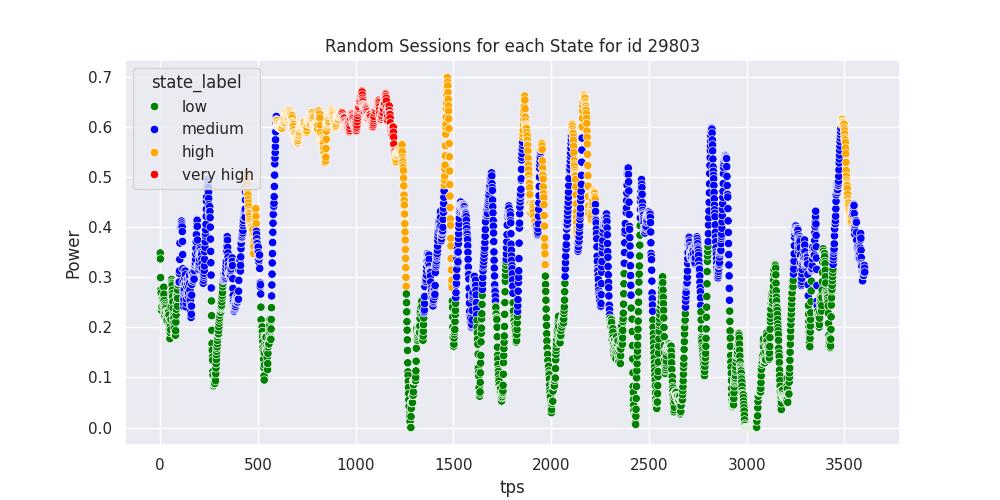 Random Sessions for each State for id 29803
state_label
low
medium
high
very high
Power
0.7
0.6
0.5
0.4
0.3
0.2
0.1
0.0
0
500
1000
1500
2000
2500
3000
3500
tps